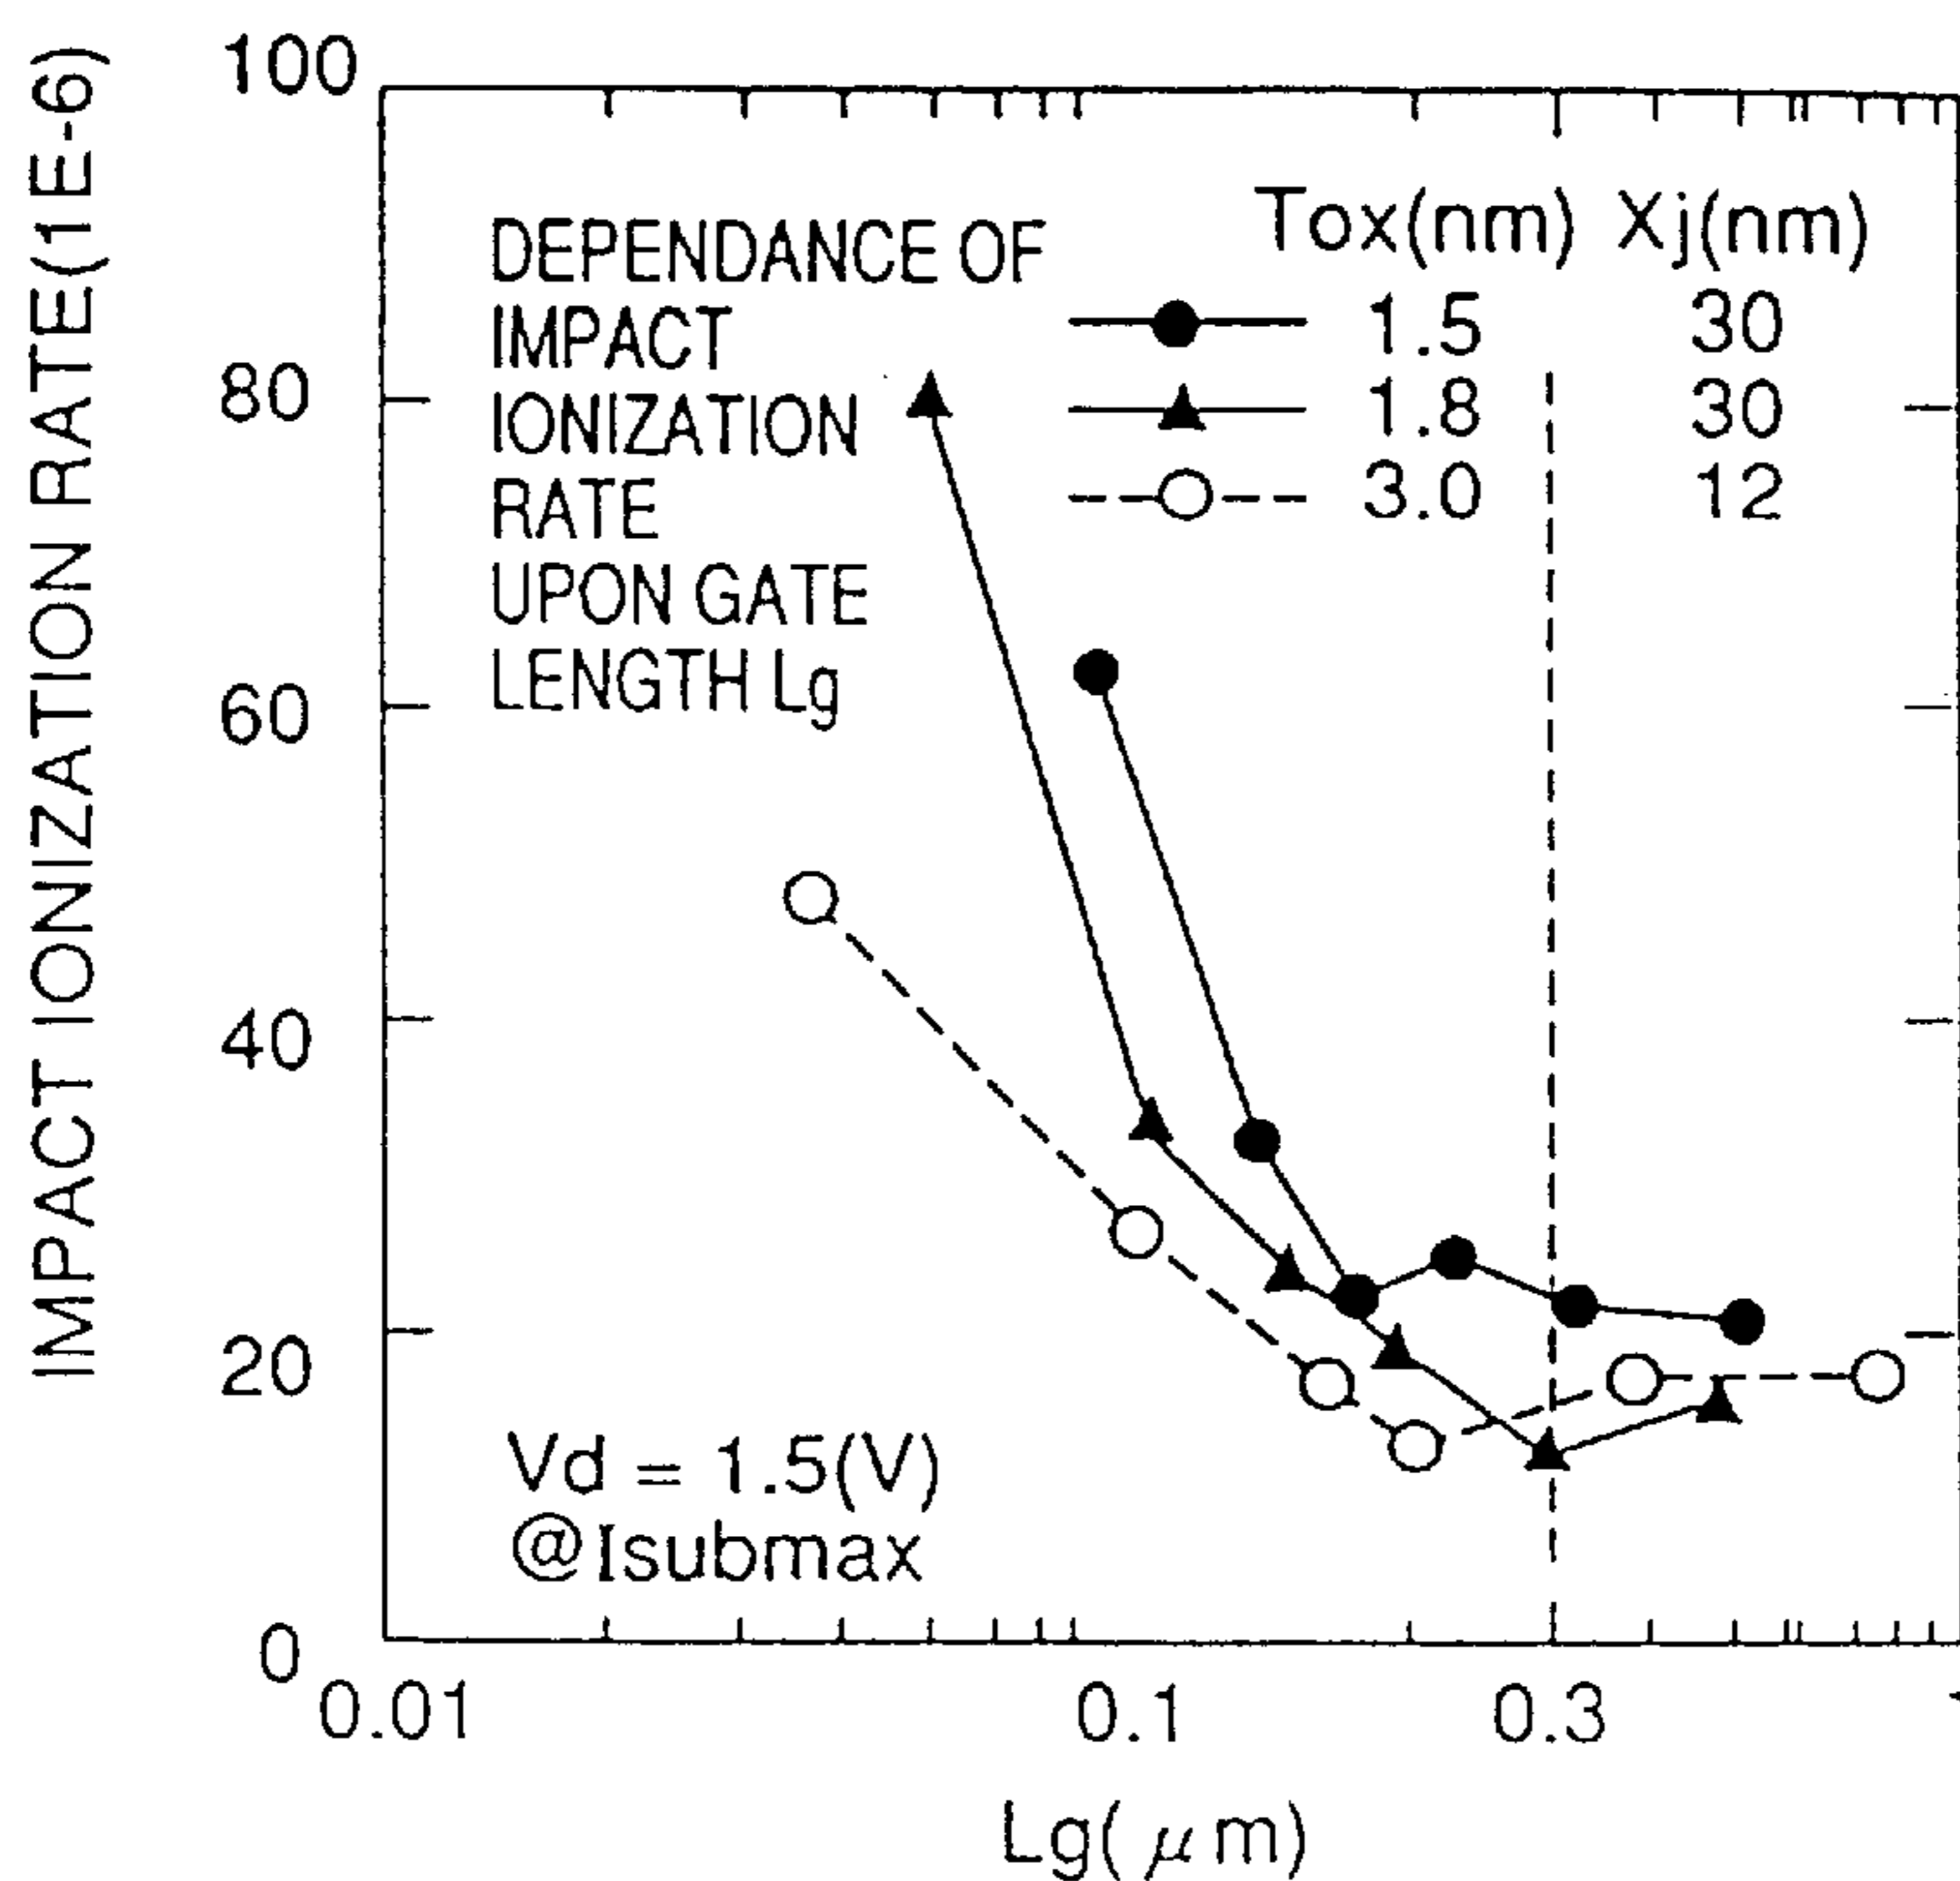 IMPACT IONIZATION RATE(1E-6)
100
80
60
40
20
0
DEPENDANCE OF
IMPACT
IONIZATION
RATE
UPON GATE
LENGTH Lg
Tox(nm) Xj(nm)
1.5 30
1.8 30
3.0 12
Vd = 1.5(V)
@Isubmax
0.01 0.1 0.3
Lg(μm)